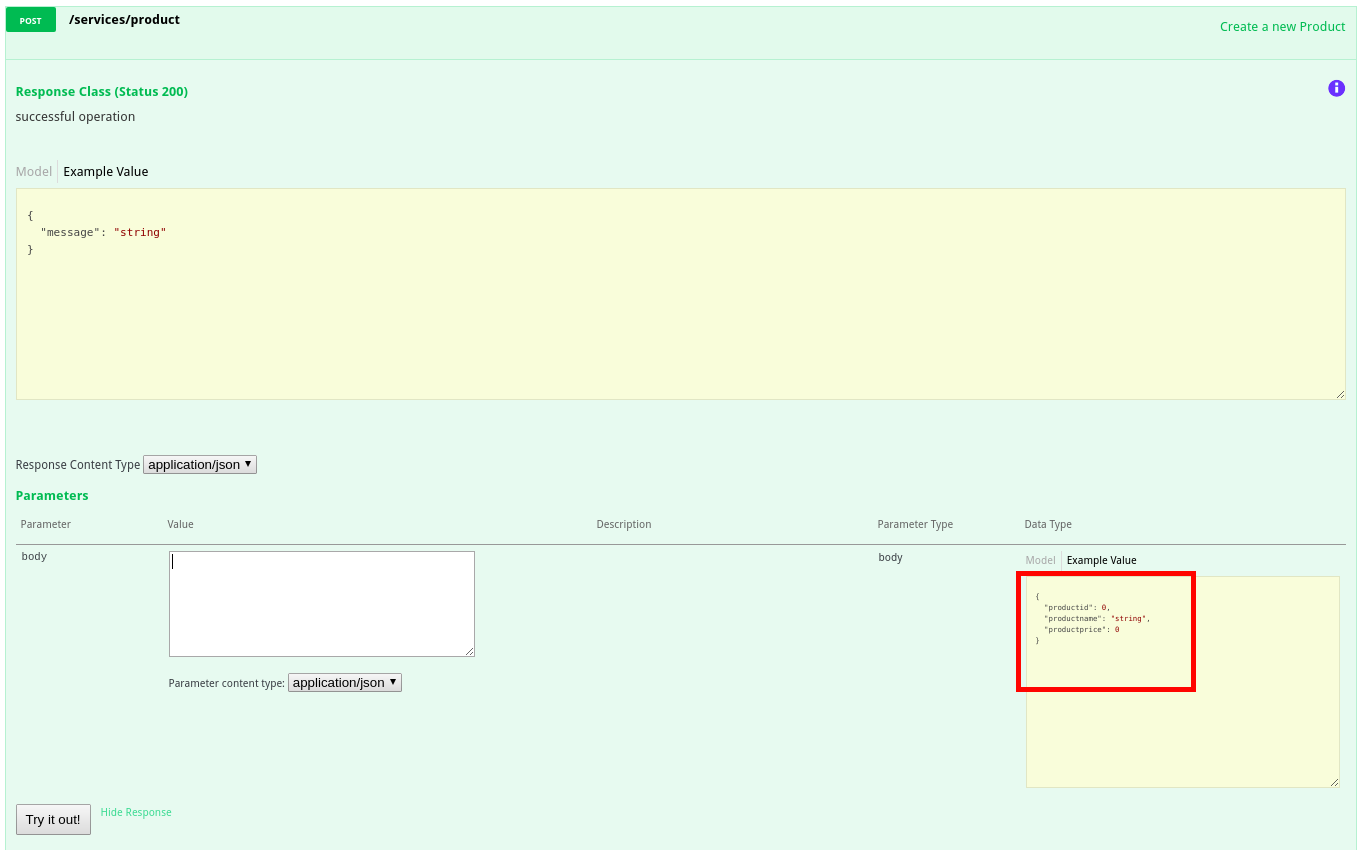 POST /services/product
Create a new Product
Response Class (Status 200)
successful operation
Model Example Value
{
  "message": "string"
}
Response Content Type application/json
Parameters
Parameter Value Description Parameter Type Data Type
body body Model Example Value
{
  "productid": 0,
  "productname": "string",
  "productprice": 0
}
Parameter content type: application/json
Try it out! Hide Response